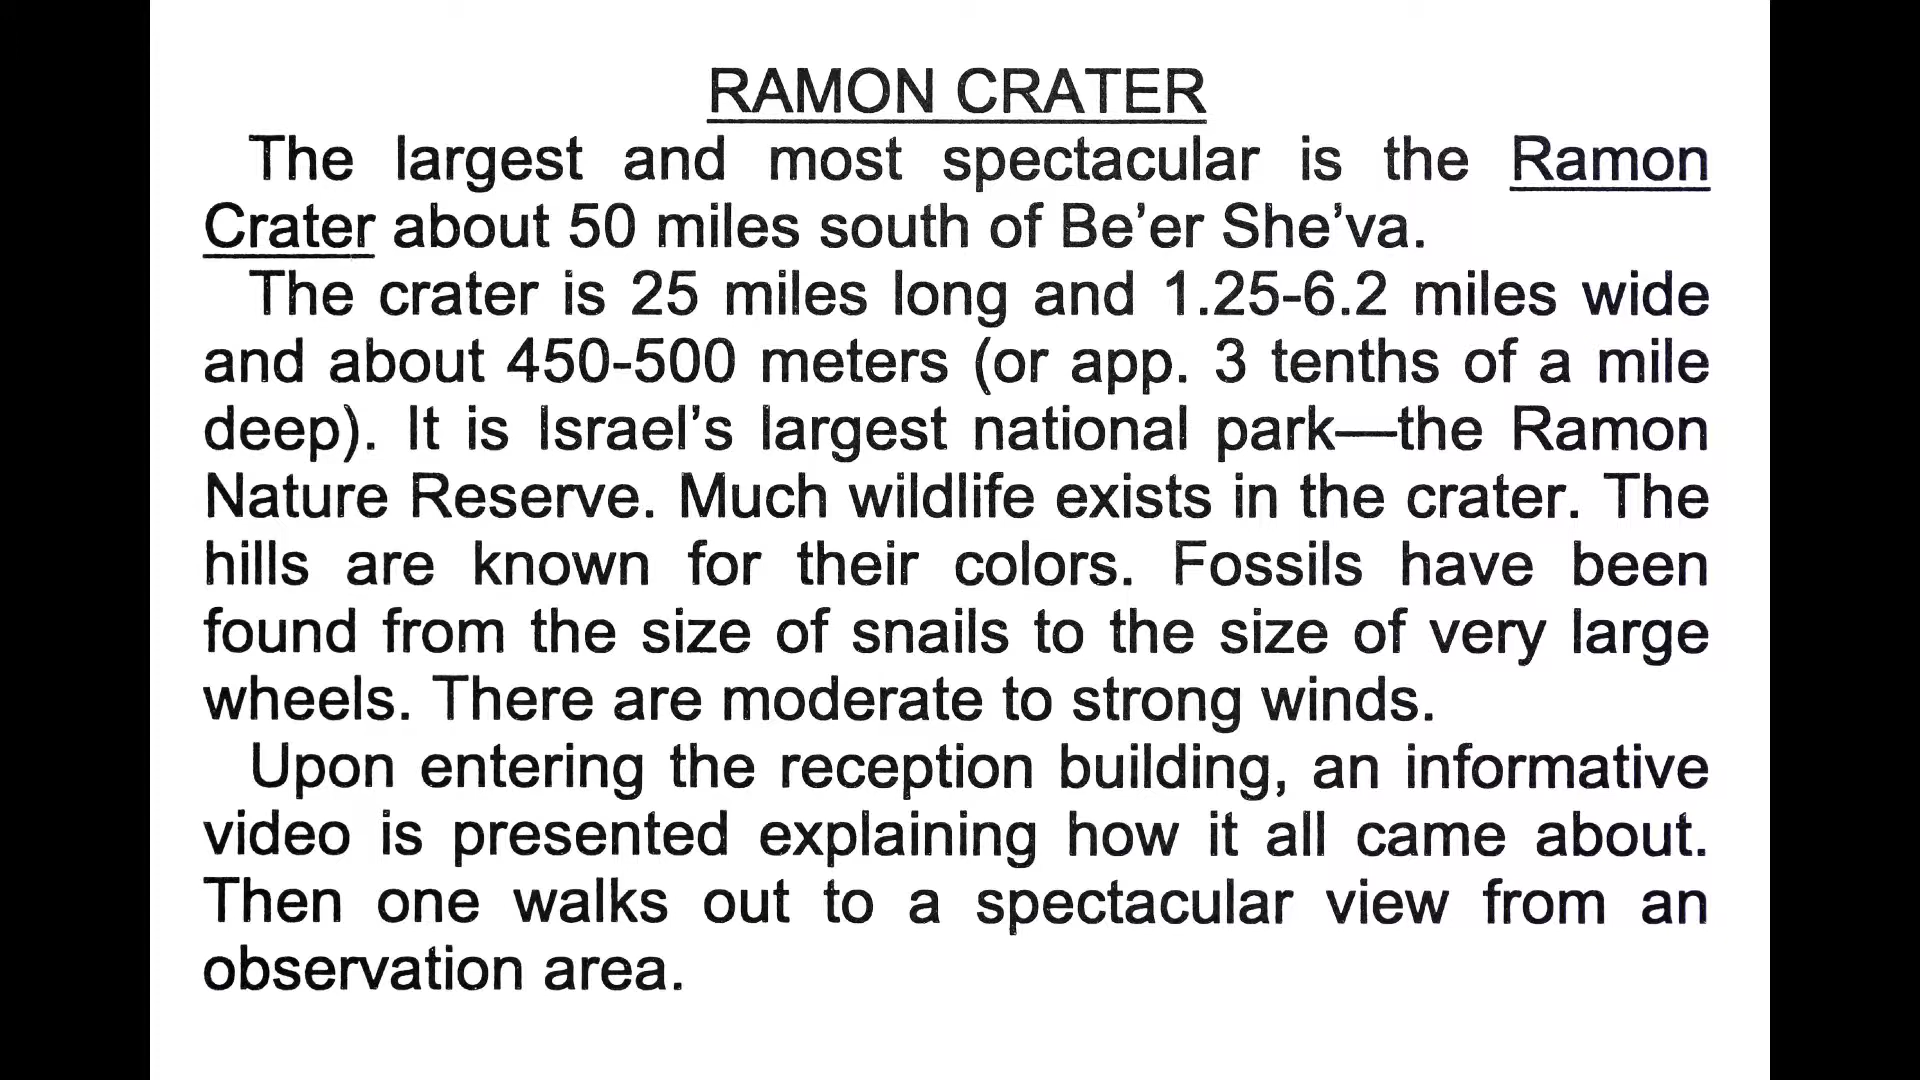 RAMON CRATER
The largest and most spectacular is the Ramon
Crater about 50 miles south of Be’er She’va.
The crater is 25 miles long and 1.25-6.2 miles wide
and about 450-500 meters (or app. 3 tenths of a mile
deep). It is Israel’s largest national park—the Ramon
Nature Reserve. Much wildlife exists in the crater. The
hills are known for their colors. Fossils have been
found from the size of snails to the size of very large
wheels. There are moderate to strong winds.
Upon entering the reception building, an informative
video is presented explaining how it all came about.
Then one walks out to a spectacular view from an
observation area.